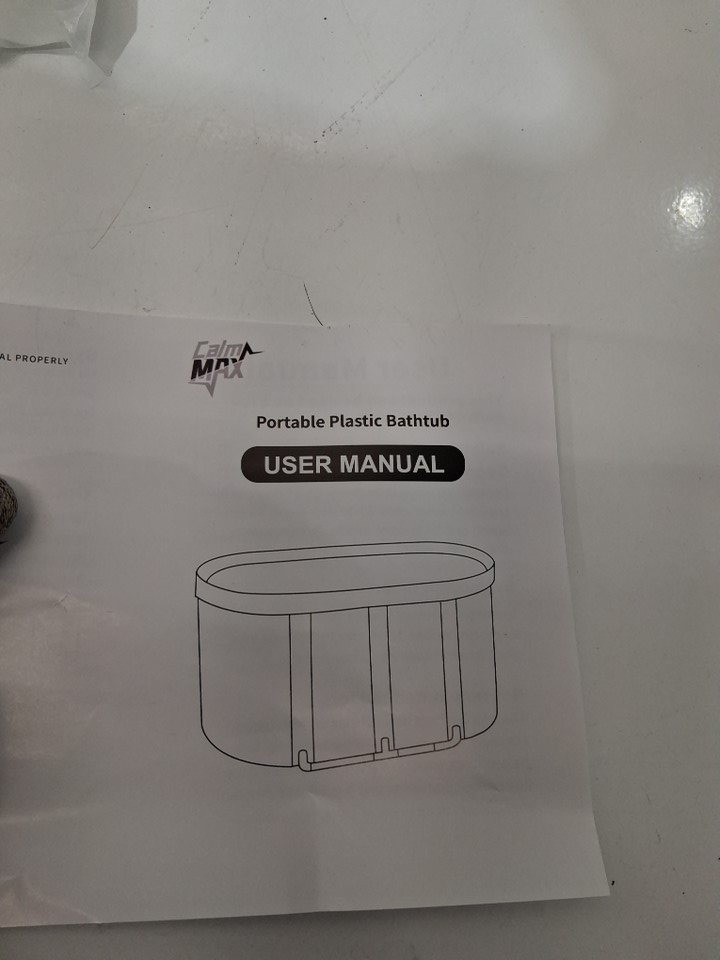 AL PROPERLY
Calm
MAX
Portable Plastic Bathtub
USER MANUAL